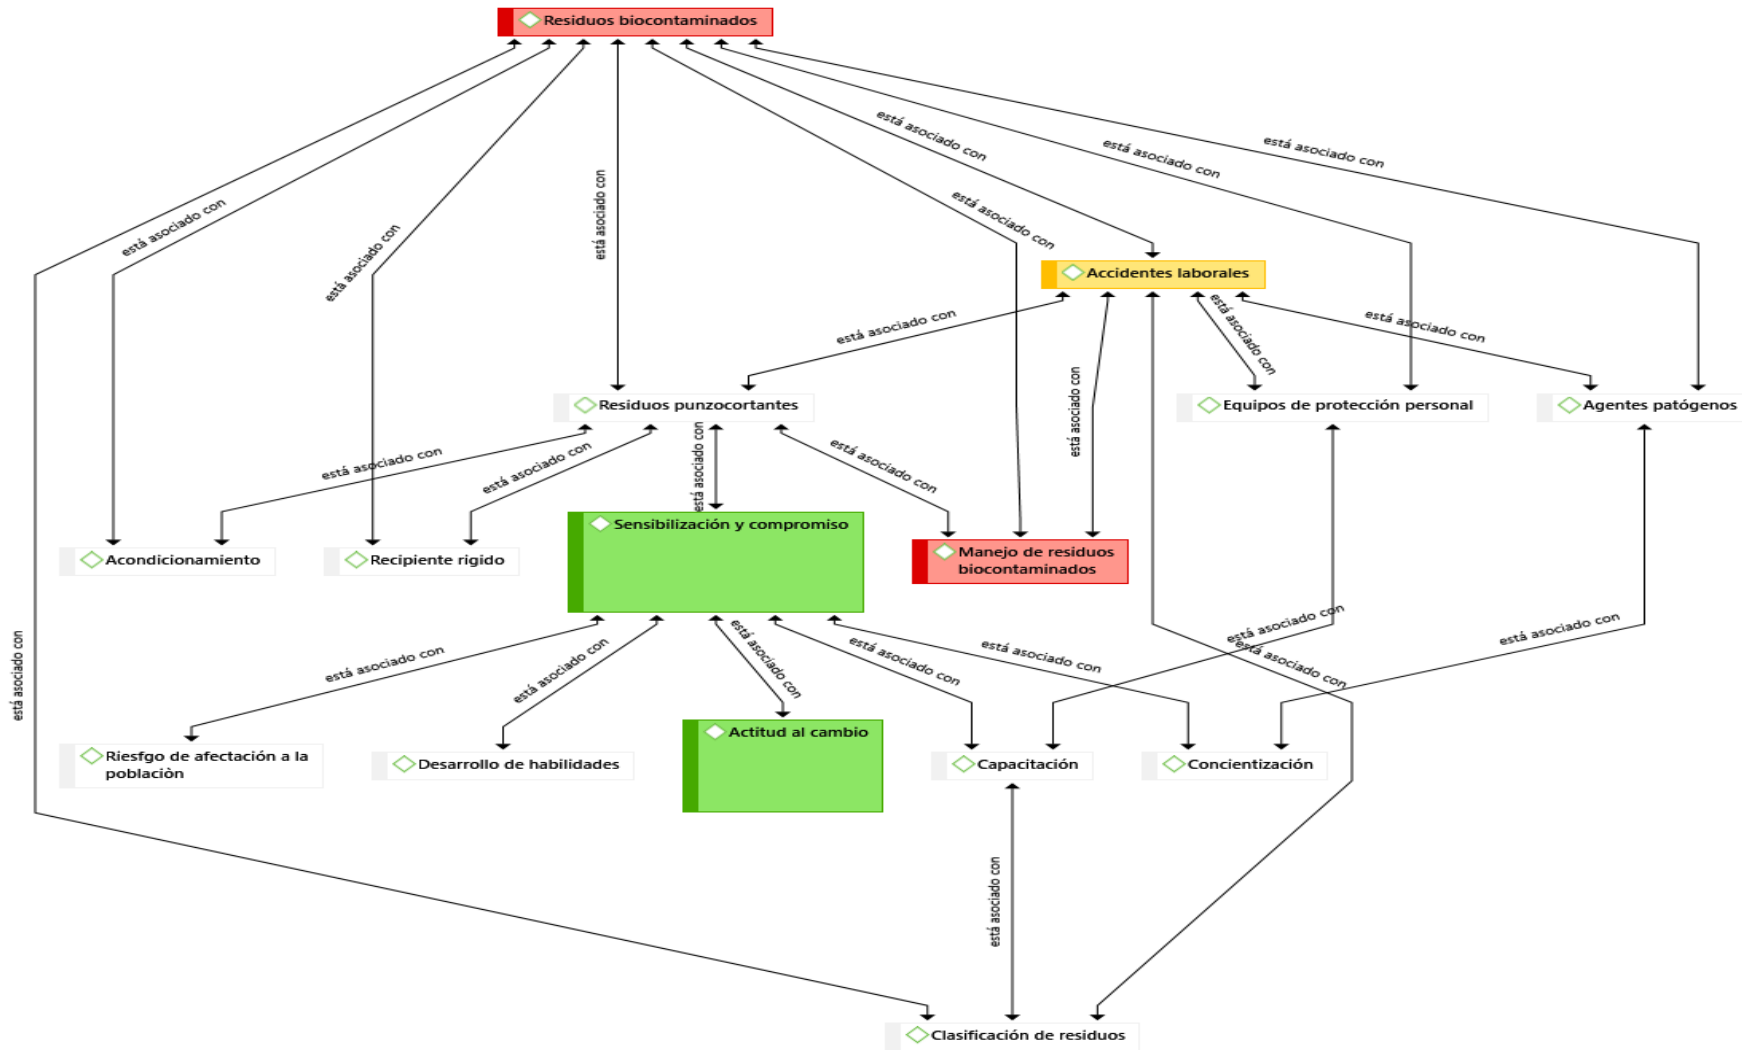 Residuos biocontaminados
está asociado con
está asociado con
está asociado con
está asociado con
está asociado con
está asociado con
está asociado con
está asociado con
Accidentes laborales
está asociado con
está asociado con
está asociado con
está asociado con
Residuos punzocortantes
Equipos de protección personal
Agentes patógenos
está asociado con
está asociado con
está asociado con
está asociado con
Sensibilización y compromiso
Acondicionamiento
Recipiente rigido
Manejo de residuos
biocontaminados
está asociado con
está asociado con
está asociado con
está asociado con
está asociado con
está asociado con
está asociado con
está asociado con
Actitud al cambio
Riesfgo de afectación a la
poblaciòn
Desarrollo de habilidades
Capacitación
Concientización
está asociado con
Clasificación de residuos